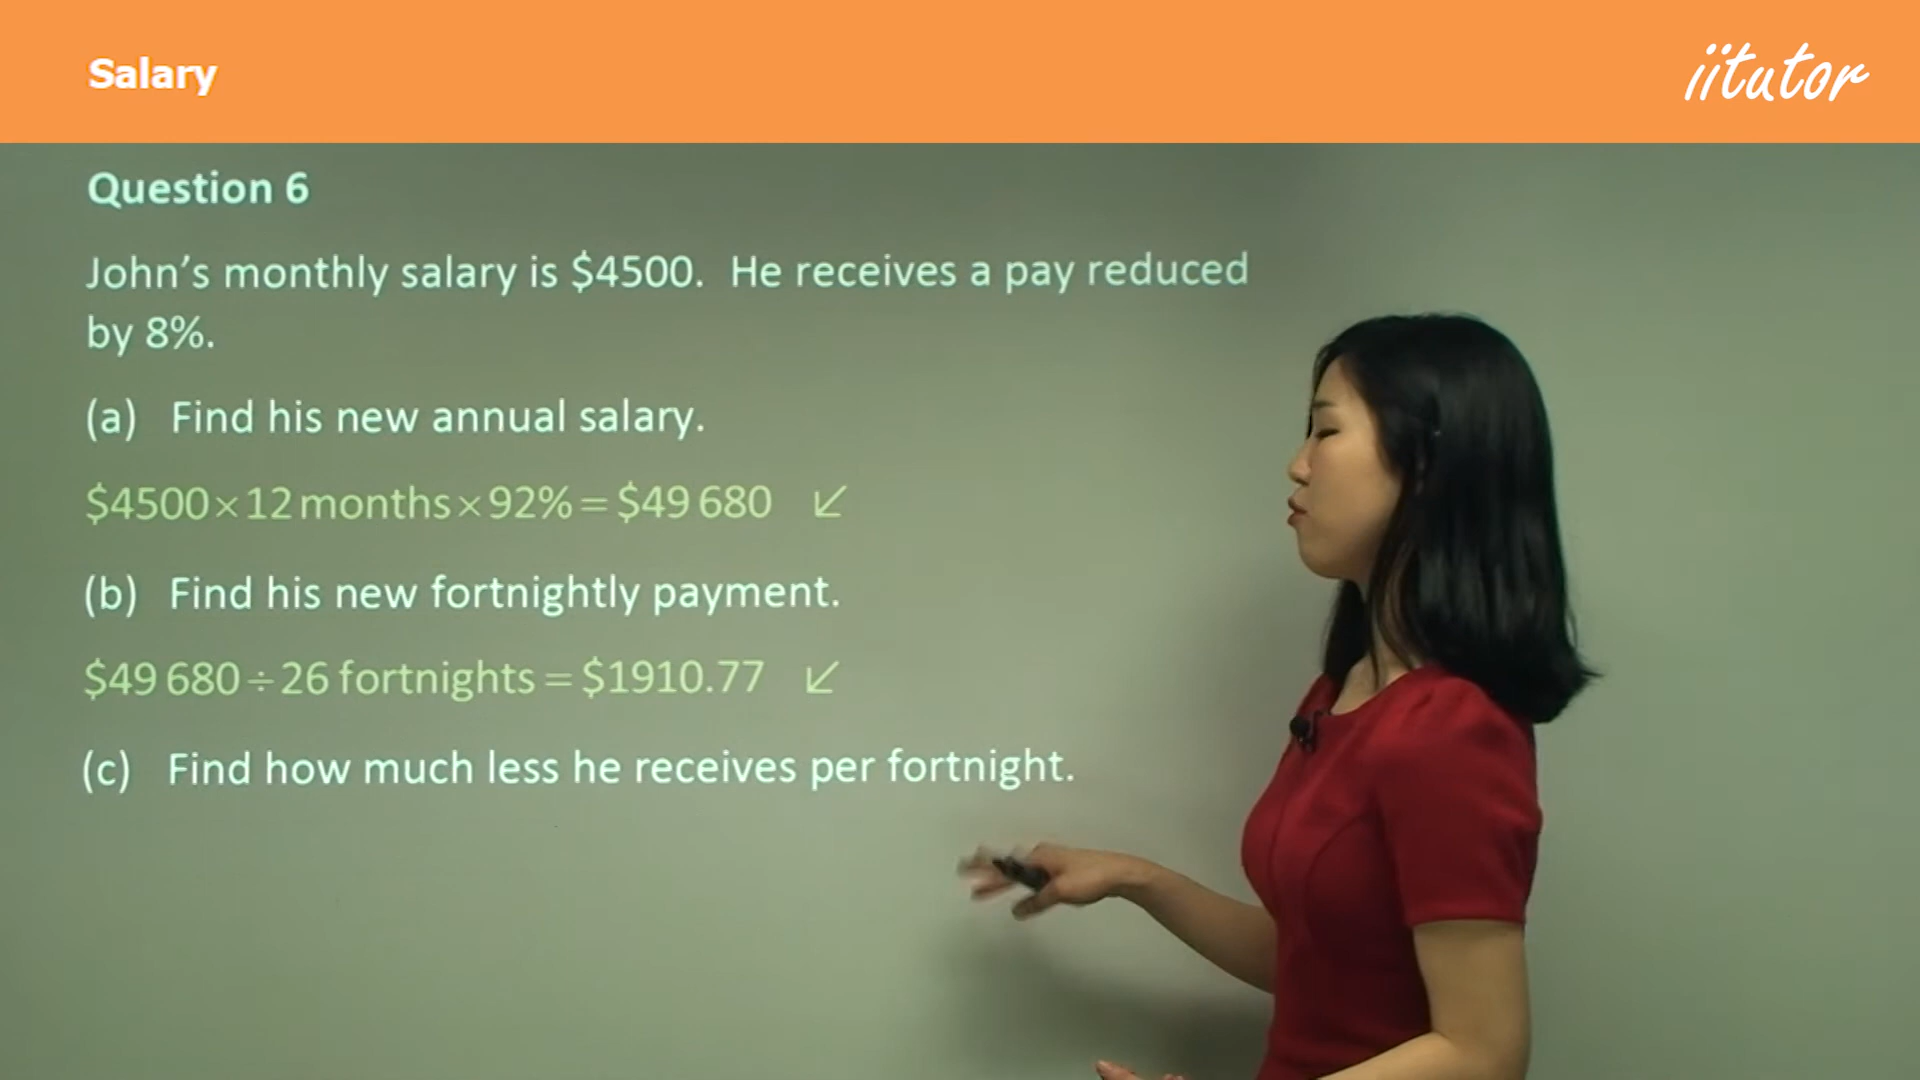 Salary
iitutor
Question 6
John’s monthly salary is $4500. He receives a pay reduced
by 8%.
(a) Find his new annual salary.
$4500×12 months×92%=$49 680 ↙
(b) Find his new fortnightly payment.
$49 680÷26 fortnights=$1910.77 ↙
(c) Find how much less he receives per fortnight.